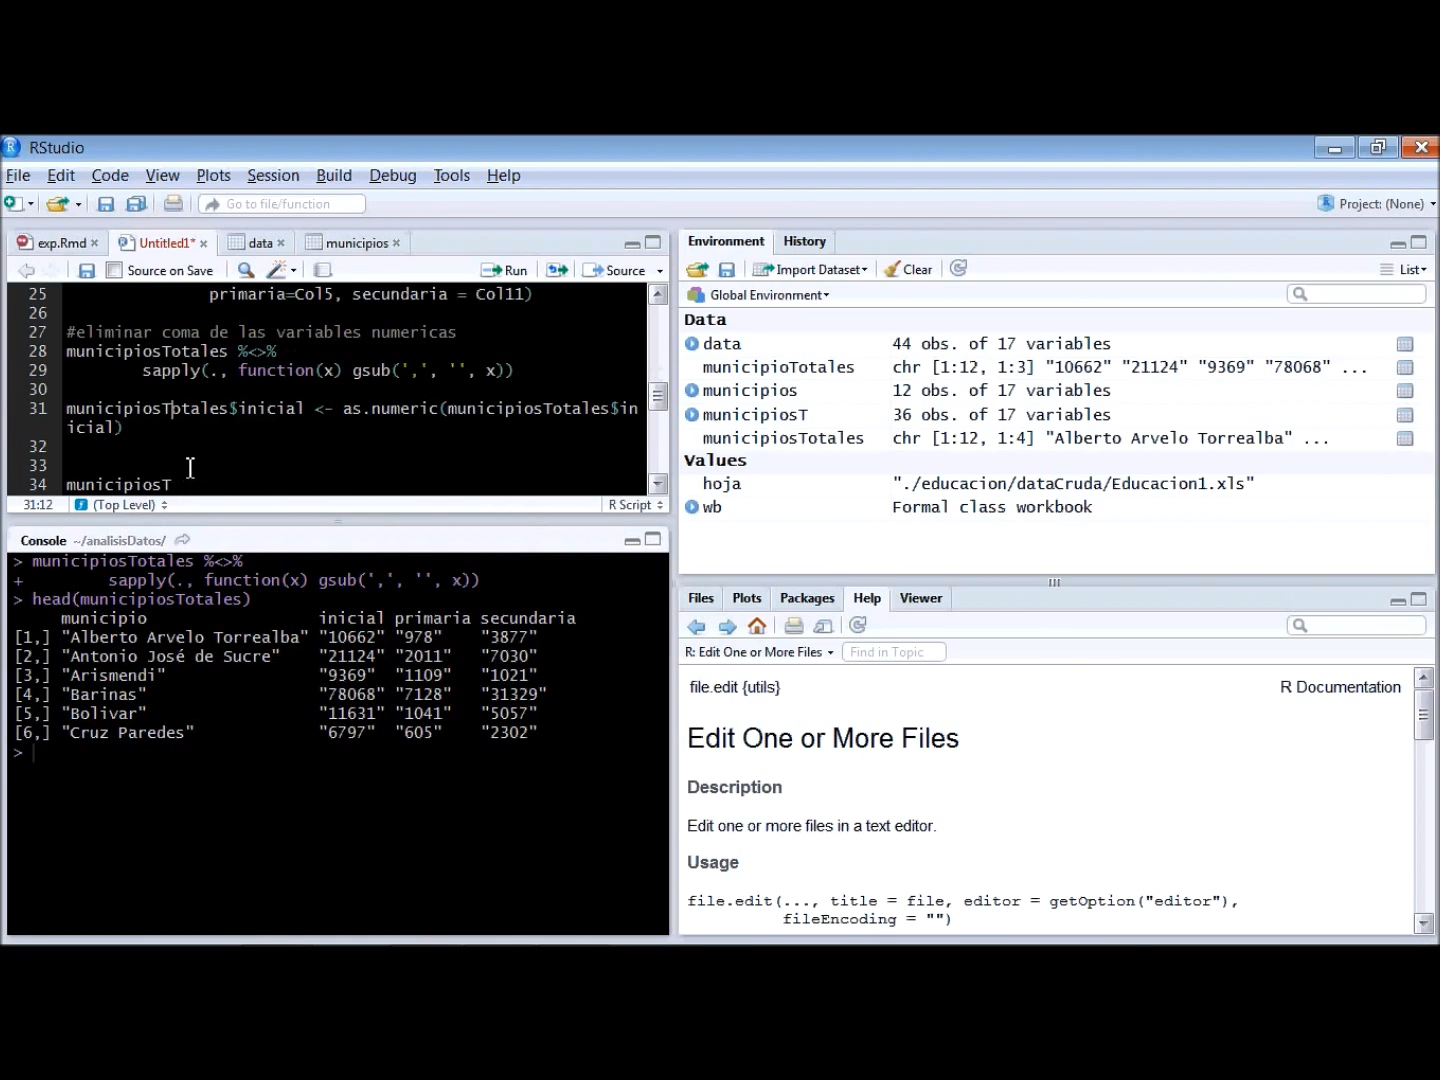 RStudio
File Edit Code View Plots Session Build Debug Tools Help
Go to file/function
Project: (None)
exp.Rmd
Untitled1*
data
municipios
Source on Save
Run
Source
25 primaria=Col5, secundaria = Col11)
26
27 #eliminar coma de las variables numericas
28 municipiosTotales %<>%
29 sapply(., function(x) gsub(',', '', x))
30
31 municipiosTotales$inicial <- as.numeric(municipiosTotales$in
icial)
32
33
34 municipiosT
31:12 (Top Level) R Script
Console ~/analisisDatos/
> municipiosTotales %<>%
+ sapply(., function(x) gsub(',', '', x))
> head(municipiosTotales)
municipio inicial primaria secundaria
[1,] "Alberto Arvelo Torrealba" "10662" "978" "3877"
[2,] "Antonio José de Sucre" "21124" "2011" "7030"
[3,] "Arismendi" "9369" "1109" "1021"
[4,] "Barinas" "78068" "7128" "31329"
[5,] "Bolivar" "11631" "1041" "5057"
[6,] "Cruz Paredes" "6797" "605" "2302"
>
Environment History
Import Dataset Clear List
Global Environment
Data
data 44 obs. of 17 variables
municipioTotales chr [1:12, 1:3] "10662" "21124" "9369" "78068" ...
municipios 12 obs. of 17 variables
municipiosT 36 obs. of 17 variables
municipiosTotales chr [1:12, 1:4] "Alberto Arvelo Torrealba" ...
Values
hoja "./educacion/dataCruda/Educacion1.xls"
wb Formal class workbook
Files Plots Packages Help Viewer
R: Edit One or More Files Find in Topic
file.edit {utils} R Documentation
Edit One or More Files
Description
Edit one or more files in a text editor.
Usage
file.edit(..., title = file, editor = getOption("editor"),
fileEncoding = "")